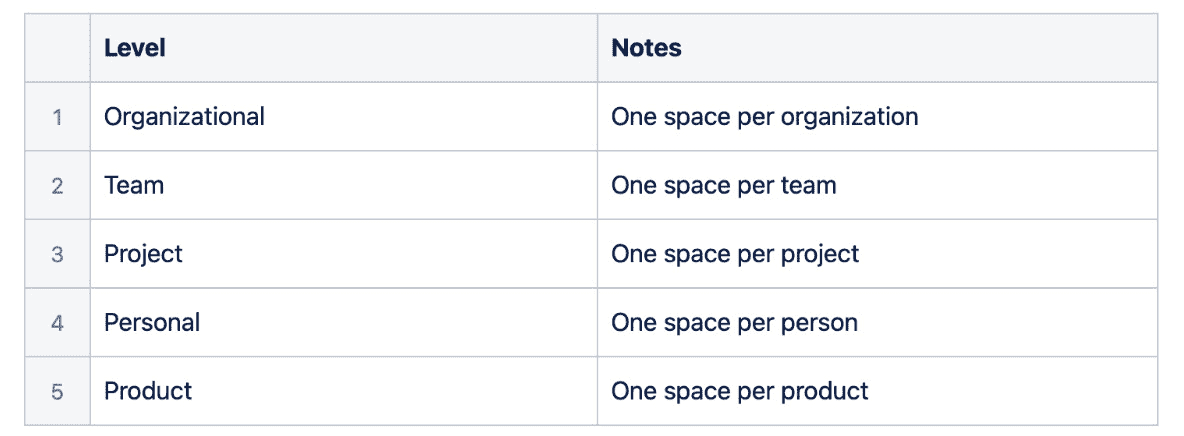 Level Notes
1 Organizational One space per organization
2 Team One space per team
3 Project One space per project
4 Personal One space per person
5 Product One space per product